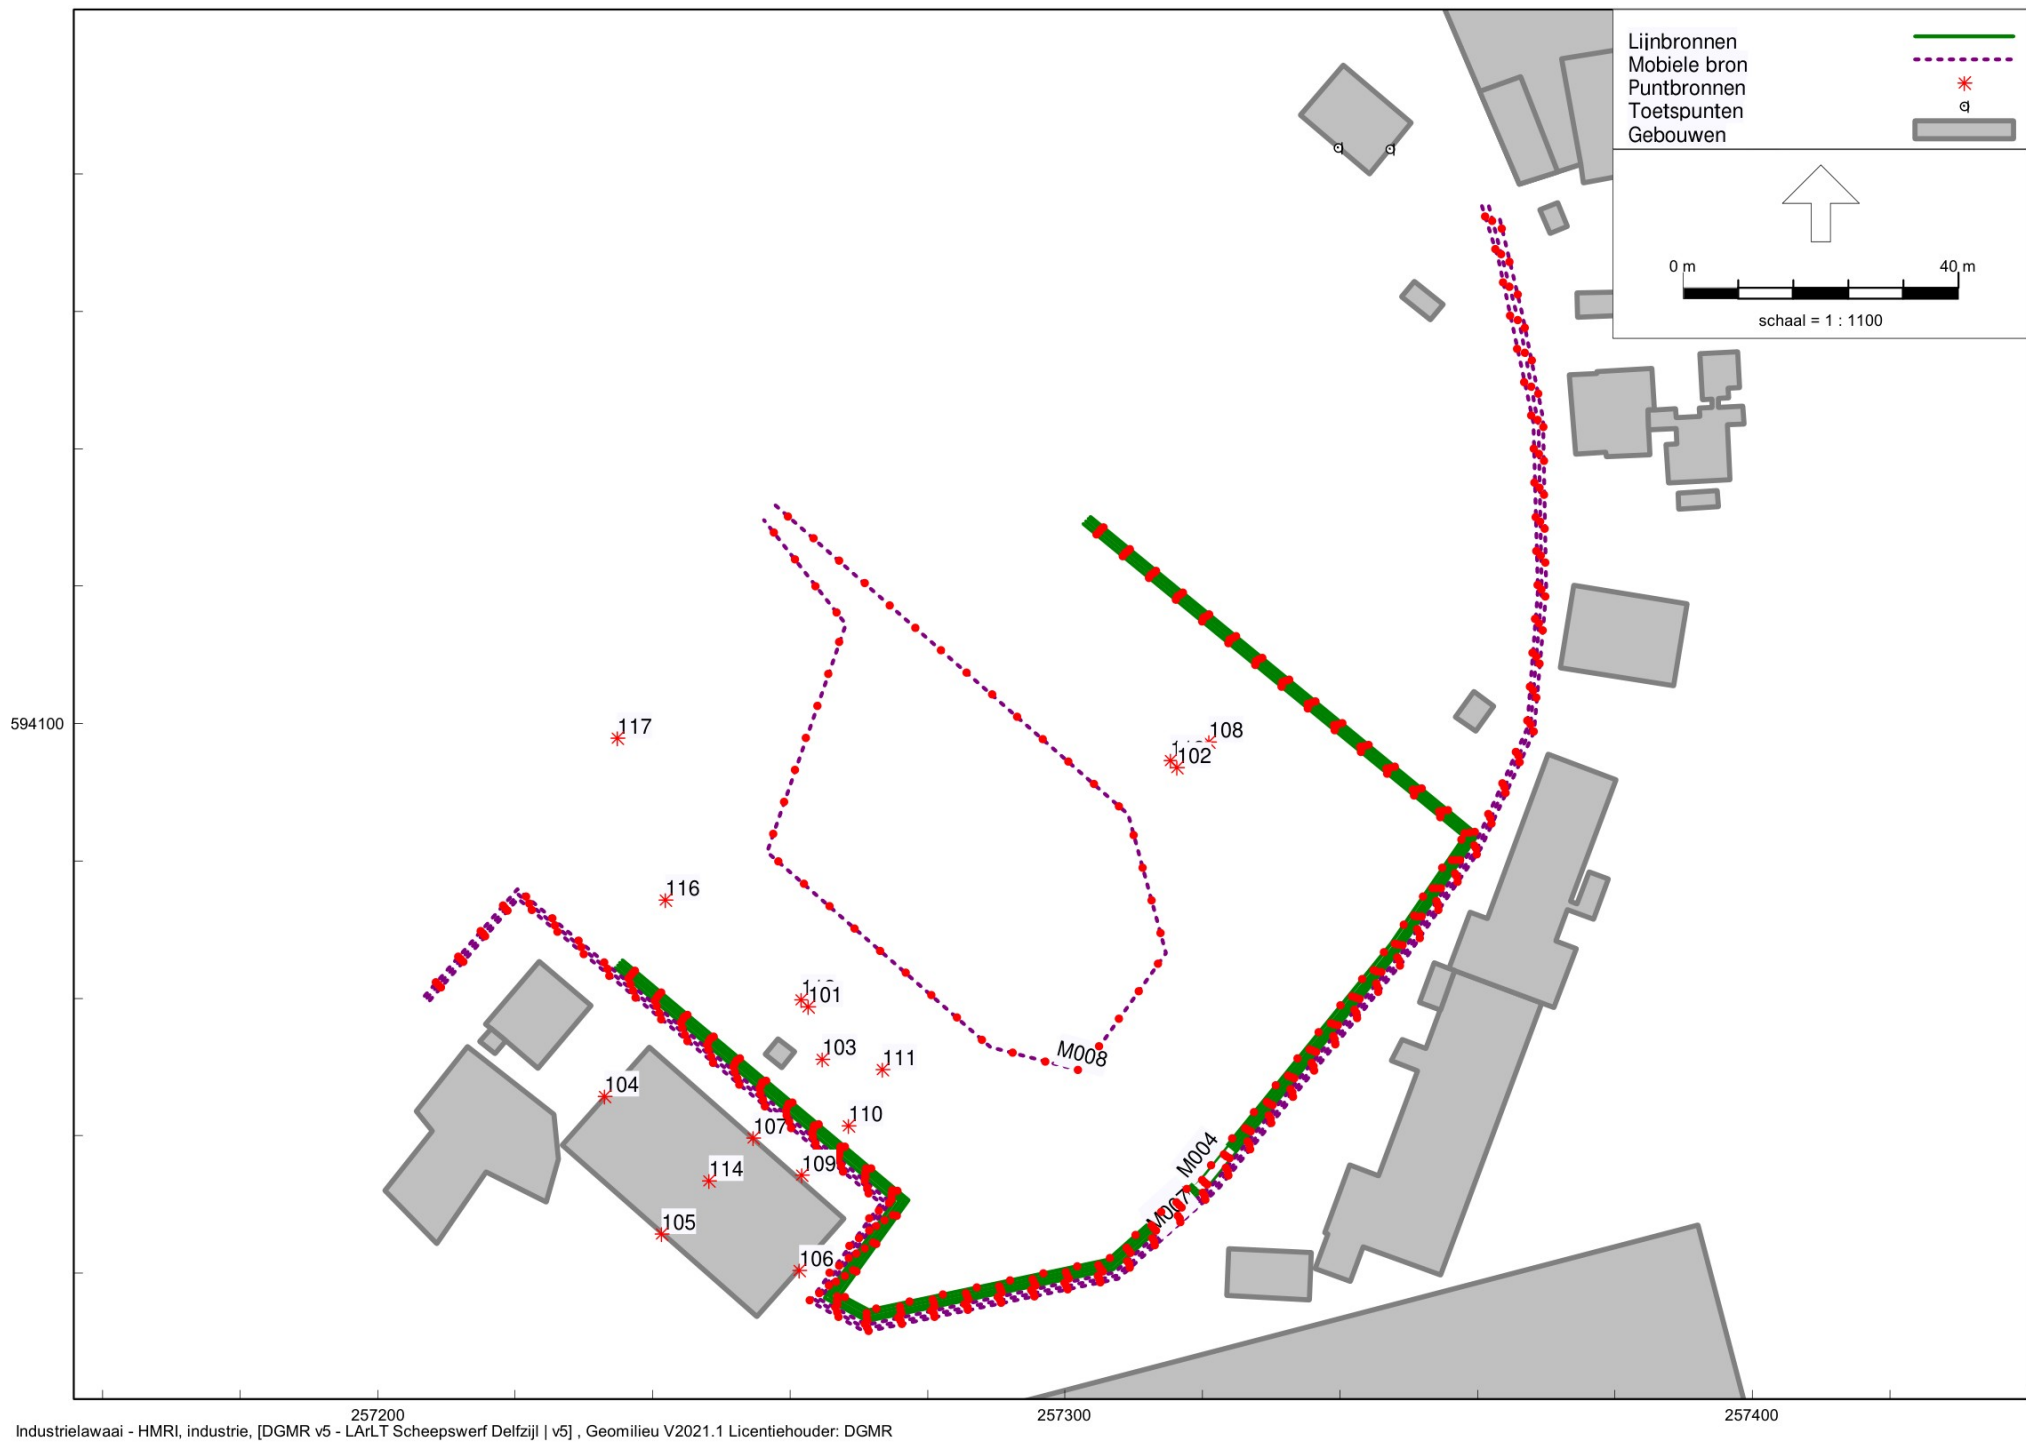 Lijnbronnen
Mobiele bron
Puntbronnen
Toetspunten
Gebouwen
0 m 40 m
schaal = 1 : 1100
594100
117
108
102
116
101
103
111
M008
104
110
107
M004
109
114
M007
105
106
257200 257300 257400
Industrielawaai - HMRI, industrie, [DGMR v5 - LArLT Scheepswerf Delfzijl | v5] , Geomilieu V2021.1 Licentiehouder: DGMR